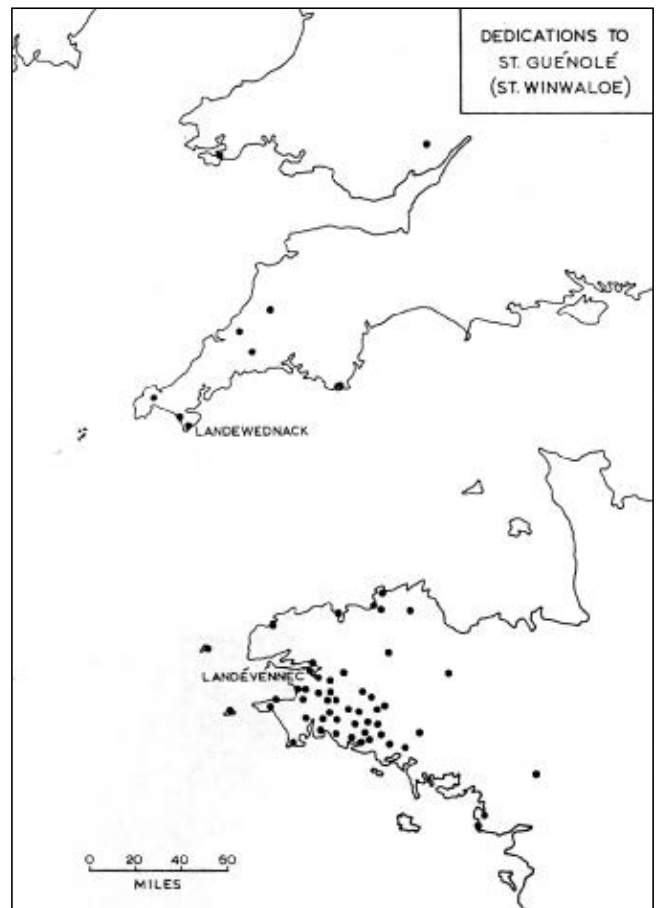 DEDICATIONS TO
ST. GUÉNOLÉ
(ST. WINWALOE)
LANDEWEDNACK
LANDÉVENNEC
0 20 40 60
MILES